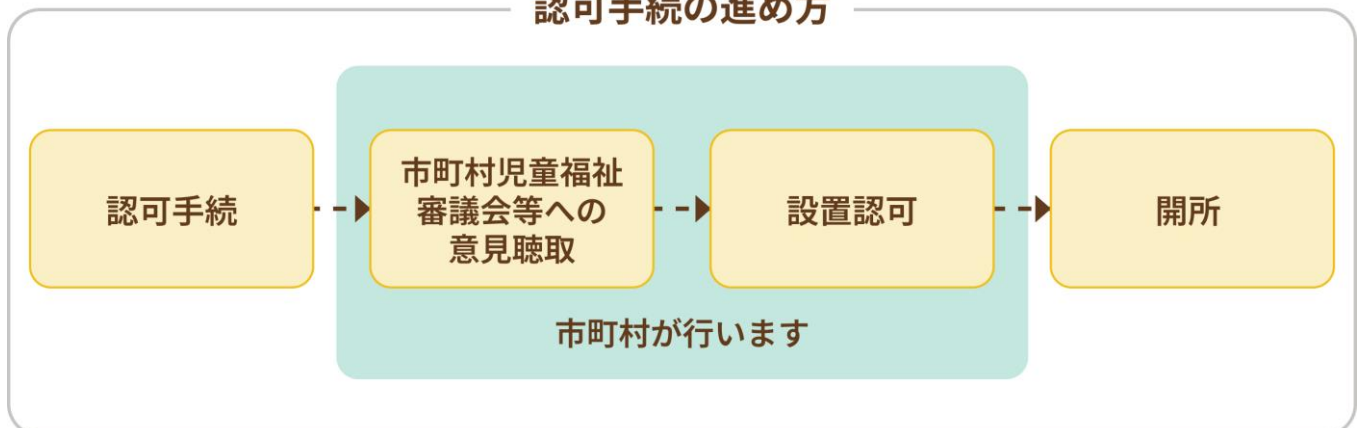 認可手続の進め方
認可手続
市町村児童福祉
審議会等への
意見聴取
設置認可
開所
市町村が行います